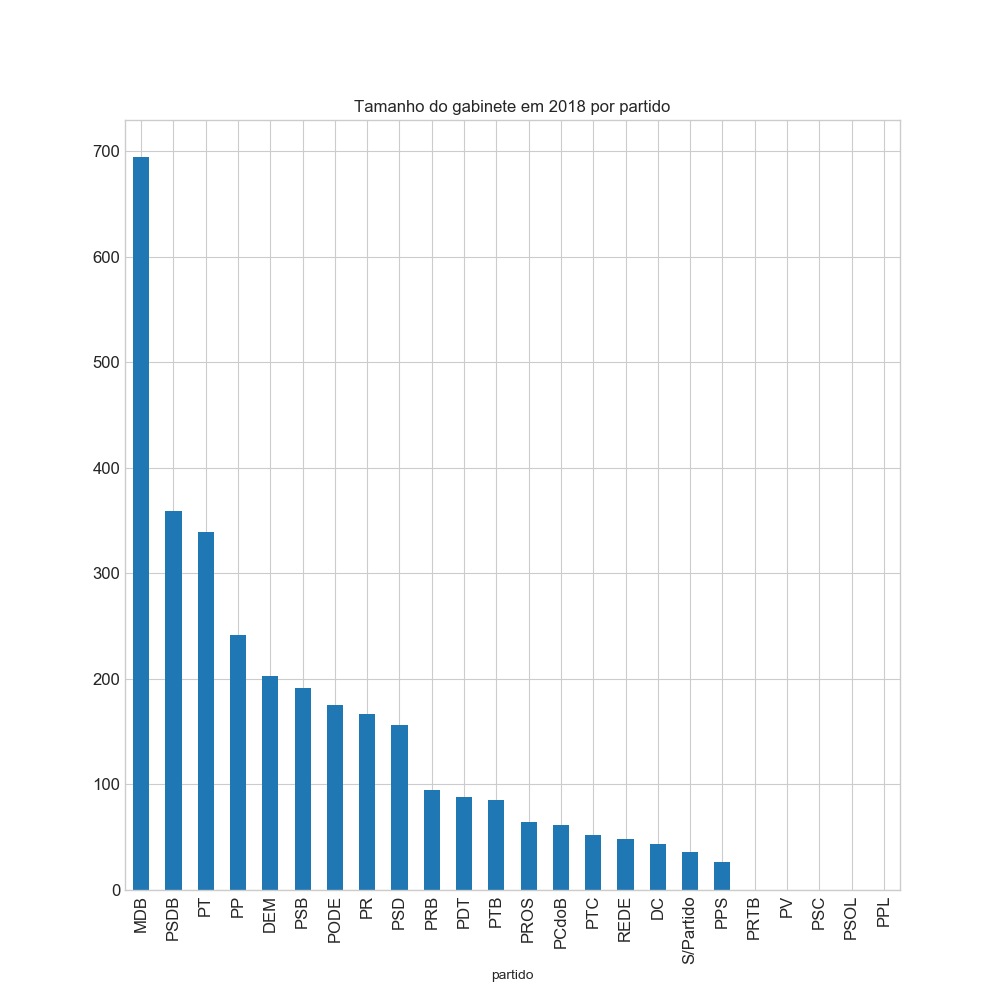 Tamanho do gabinete em 2018 por partido
700
600
500
400
300
200
100
0
MDB
PSDB
PT
PP
DEM
PSB
PODE
PR
PSD
PRB
PDT
PTB
PROS
PCdoB
PTC
REDE
DC
S/Partido
PPS
PRTB
PV
PSC
PSOL
PPL
partido